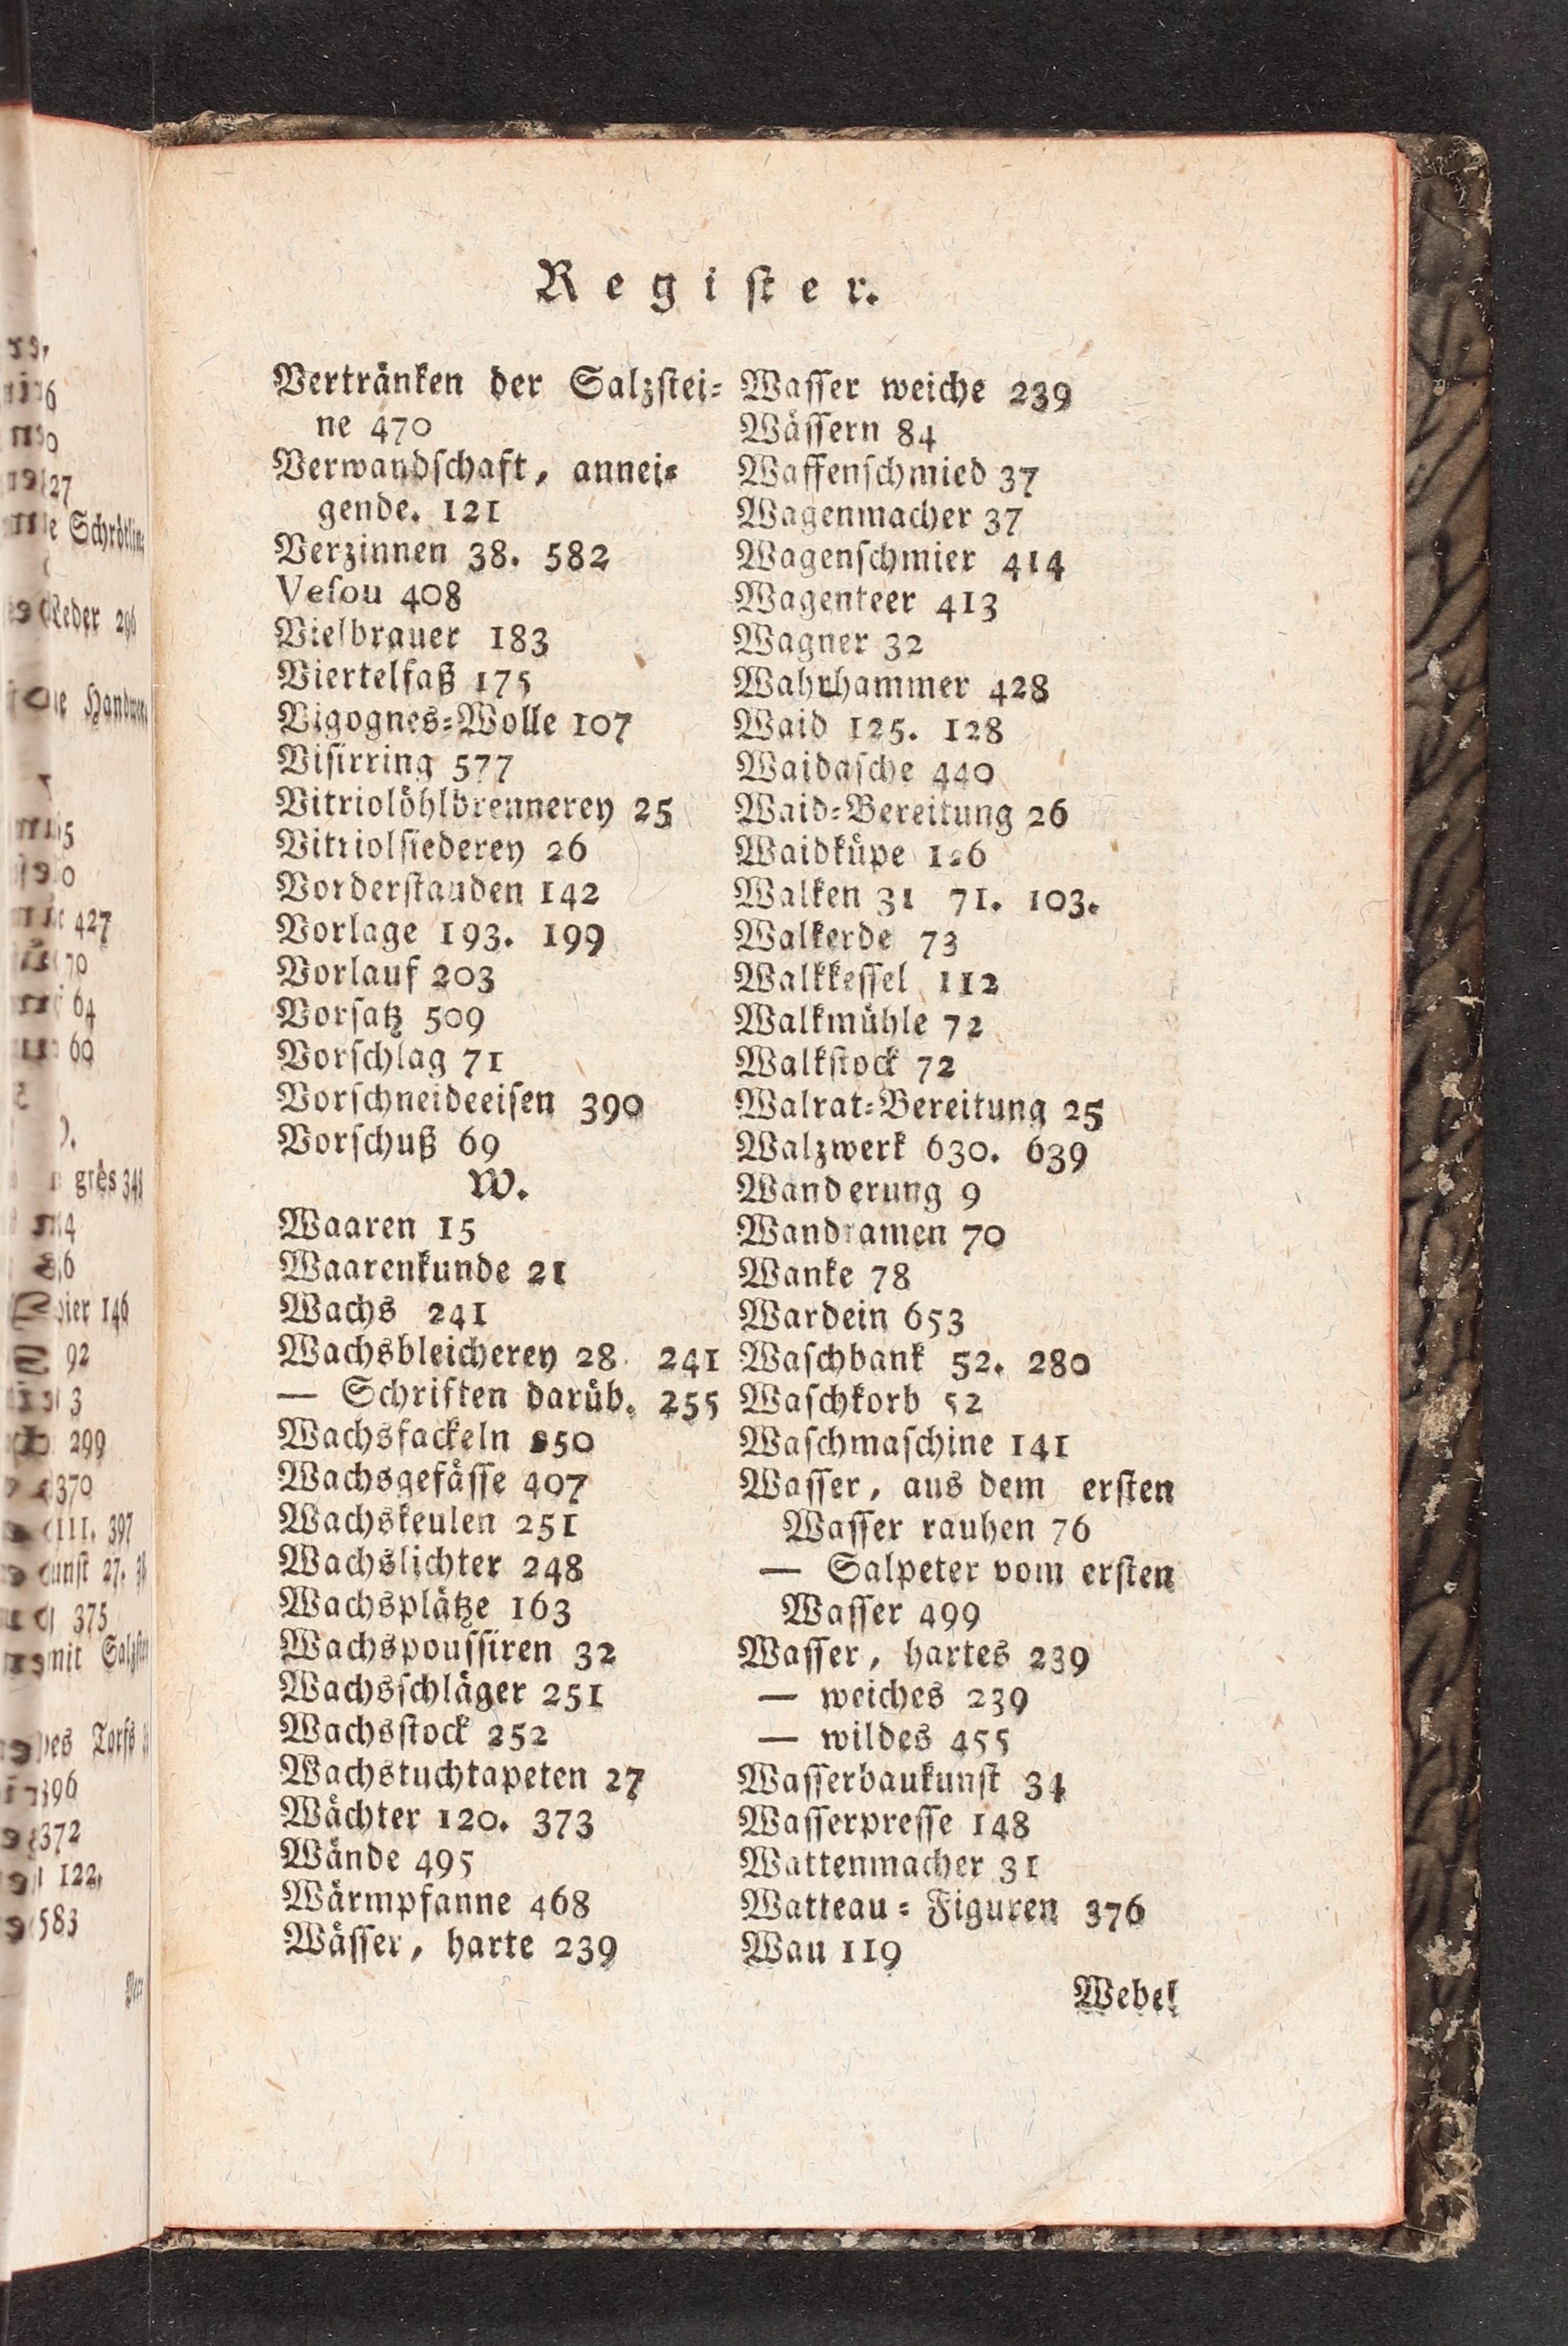 Register.
Vertränken der Salzstei-
ne 470
Verwandschaft, annei-
gende. 121
Verzinnen 38. 582
Vesou 408
Vielbrauer 183
Viertelfaß 175
Vigognes-Wolle 107
Visirring 577
Vitriolöhlbrennerey 25
Vitriolsiederey 26
Vorderstauden 142
Vorlage 193. 199
Vorlauf 203
Vorsatz 509
Vorschlag 71
Vorschneideeisen 390
Vorschuß 69
W.
Waaren 15
Waarenkunde 21
Wachs 241
Wachsbleicherey 28. 241
— Schriften darüb. 255
Wachsfackeln
Wachsgefässe 407
Wachskeulen 251
Wachslichter 248
Wachsplätze 163
Wachspoussiren 32
Wachsschläger 251
Wachsstock 252
Wachstuchtapeten 27
Wächter 120. 373
Wände 495
Wärmpfanne 468
Wässer, harte 239
Wasser weiche 239
Wässern 84
Waffenschmied 37
Wagenmacher 37
Wagenschmier 414
Wagenteer 413
Wagner 32
Wahrhammer 428
Waid 125. 128
Waidasche 440
Waid-Bereitung 26
Waidküpe
Walken 31 71. 103.
Walkerde 73
Walkkessel 112
Walkmühle 72
Walkstock 72
Walrat-Bereitung 25
Walzwerk 630. 639
Wanderung 9
Wandramen 70
Wanke 78
Wardein 653
Waschbank 52. 280
Waschkorb 52
Waschmaschine 141
Wasser, aus dem ersten
Wasser rauhen 76
— Salpeter vom ersten
Wasser 499
Wasser, hartes 239
— weiches 239
— wildes 455
Wasserbaukunst 34
Wasserpresse 148
Wattenmacher 31
Watteau-Figuren 376
Wau 119
Webel